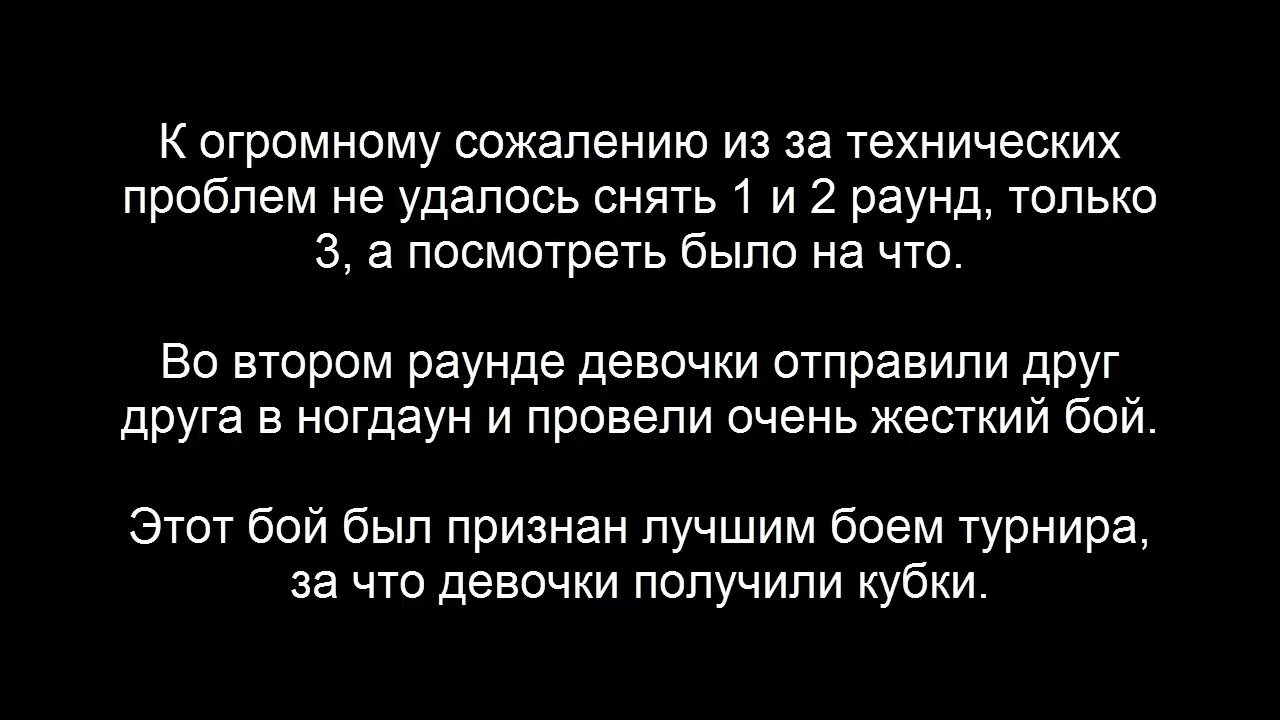 К огромному сожалению из за технических
проблем не удалось снять 1 и 2 раунд, только
3, а посмотреть было на что.
Во втором раунде девочки отправили друг
друга в ногдаун и провели очень жесткий бой.
Этот бой был признан лучшим боем турнира,
за что девочки получили кубки.